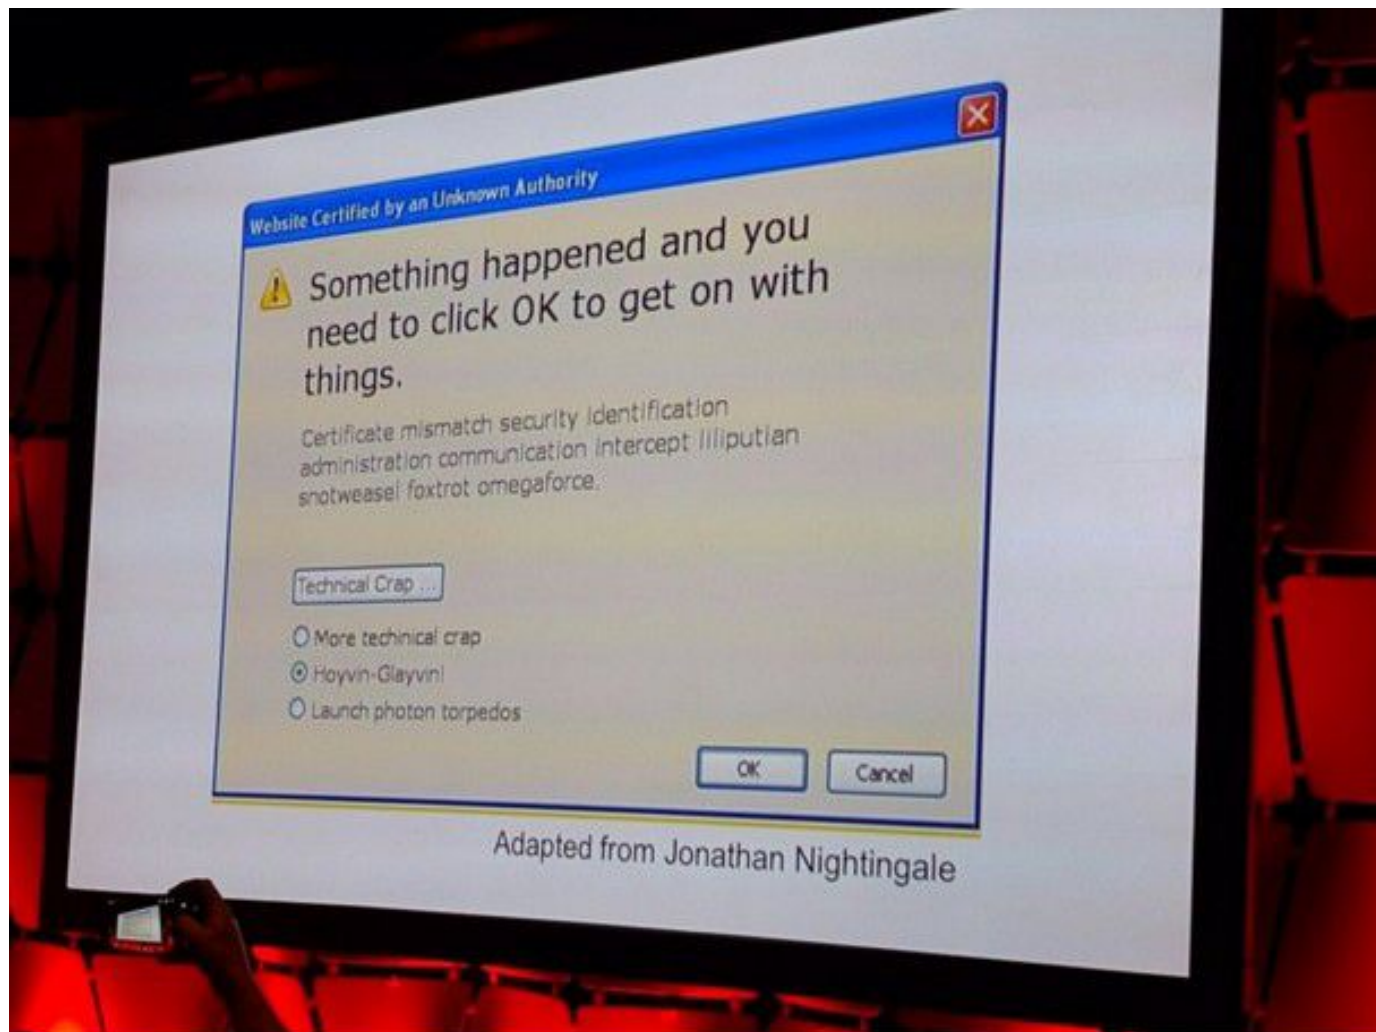 Website Certified by an Unknown Authority
Something happened and you
need to click OK to get on with
things.
Certificate mismatch security identification
administration communication intercept liliputian
snotweasel foxtrot omegaforce.
Technical Crap ...
More technical crap
Hoyvin-Glayvin!
Launch photon torpedos
OK
Cancel
Adapted from Jonathan Nightingale